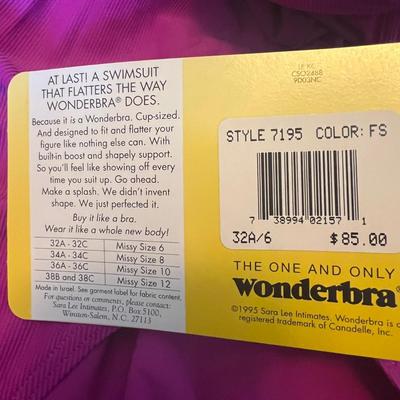 AT LAST! A SWIMSUIT
THAT FLATTERS THE WAY
WONDERBRA® DOES.
Because it is a Wonderbra. Cup-sized.
And designed to fit and flatter your
figure like nothing else can. With
built-in boost and shapely support.
So you'll feel like showing off every
time you suit up. Go ahead.
Make a splash. We didn't invent
shape. We just perfected it.
Buy it like a bra.
Wear it like a whole new body!
32A - 32C Missy Size 6
34A - 34C Missy Size 8
36A - 36C Missy Size 10
38B and 38C Missy Size 12
Made in Israel. See garment label for fabric content.
For questions or comments, please contact:
Sara Lee Intimates, P.O. Box 5100,
Winston-Salem, N.C. 27113
STYLE 7195 COLOR: FS
7 38994 02157 1
32A/6 $85.00
THE ONE AND ONLY
Wonderbra®
©1995 Sara Lee Intimates. Wonderbra is a
registered trademark of Canadelle, Inc.